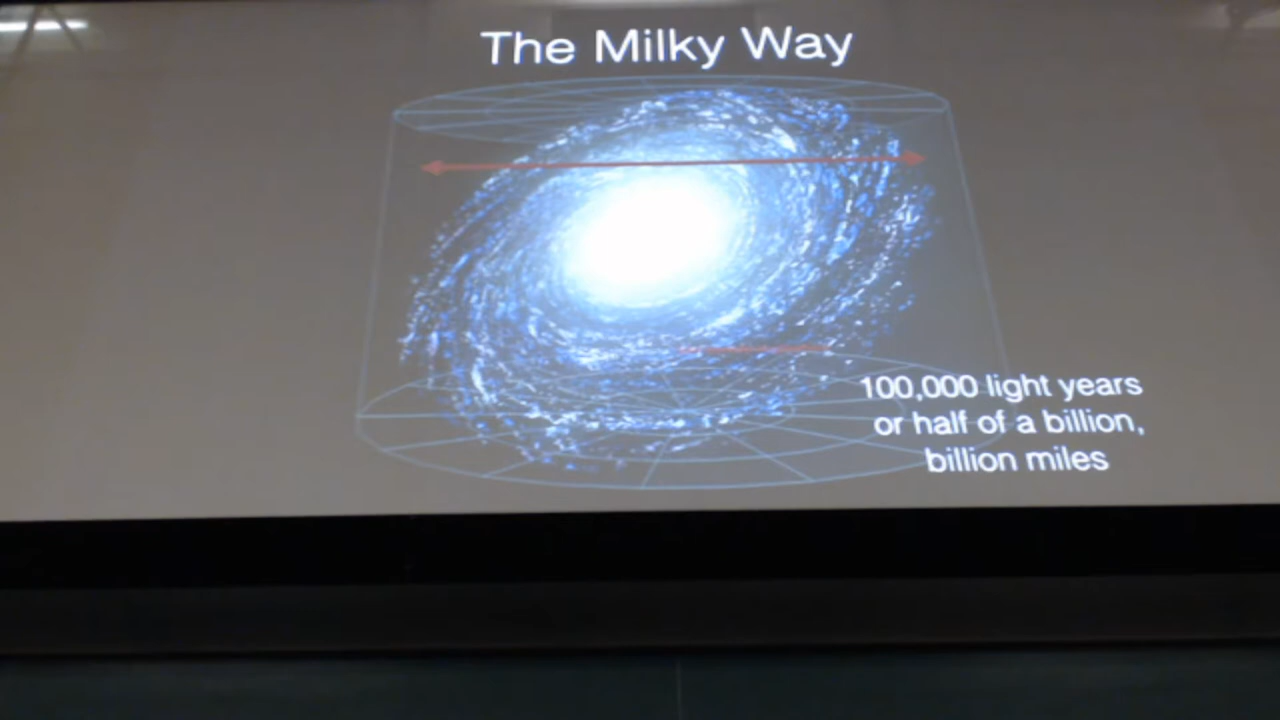 The Milky Way
100,000 light years
or half of a billion,
billion miles